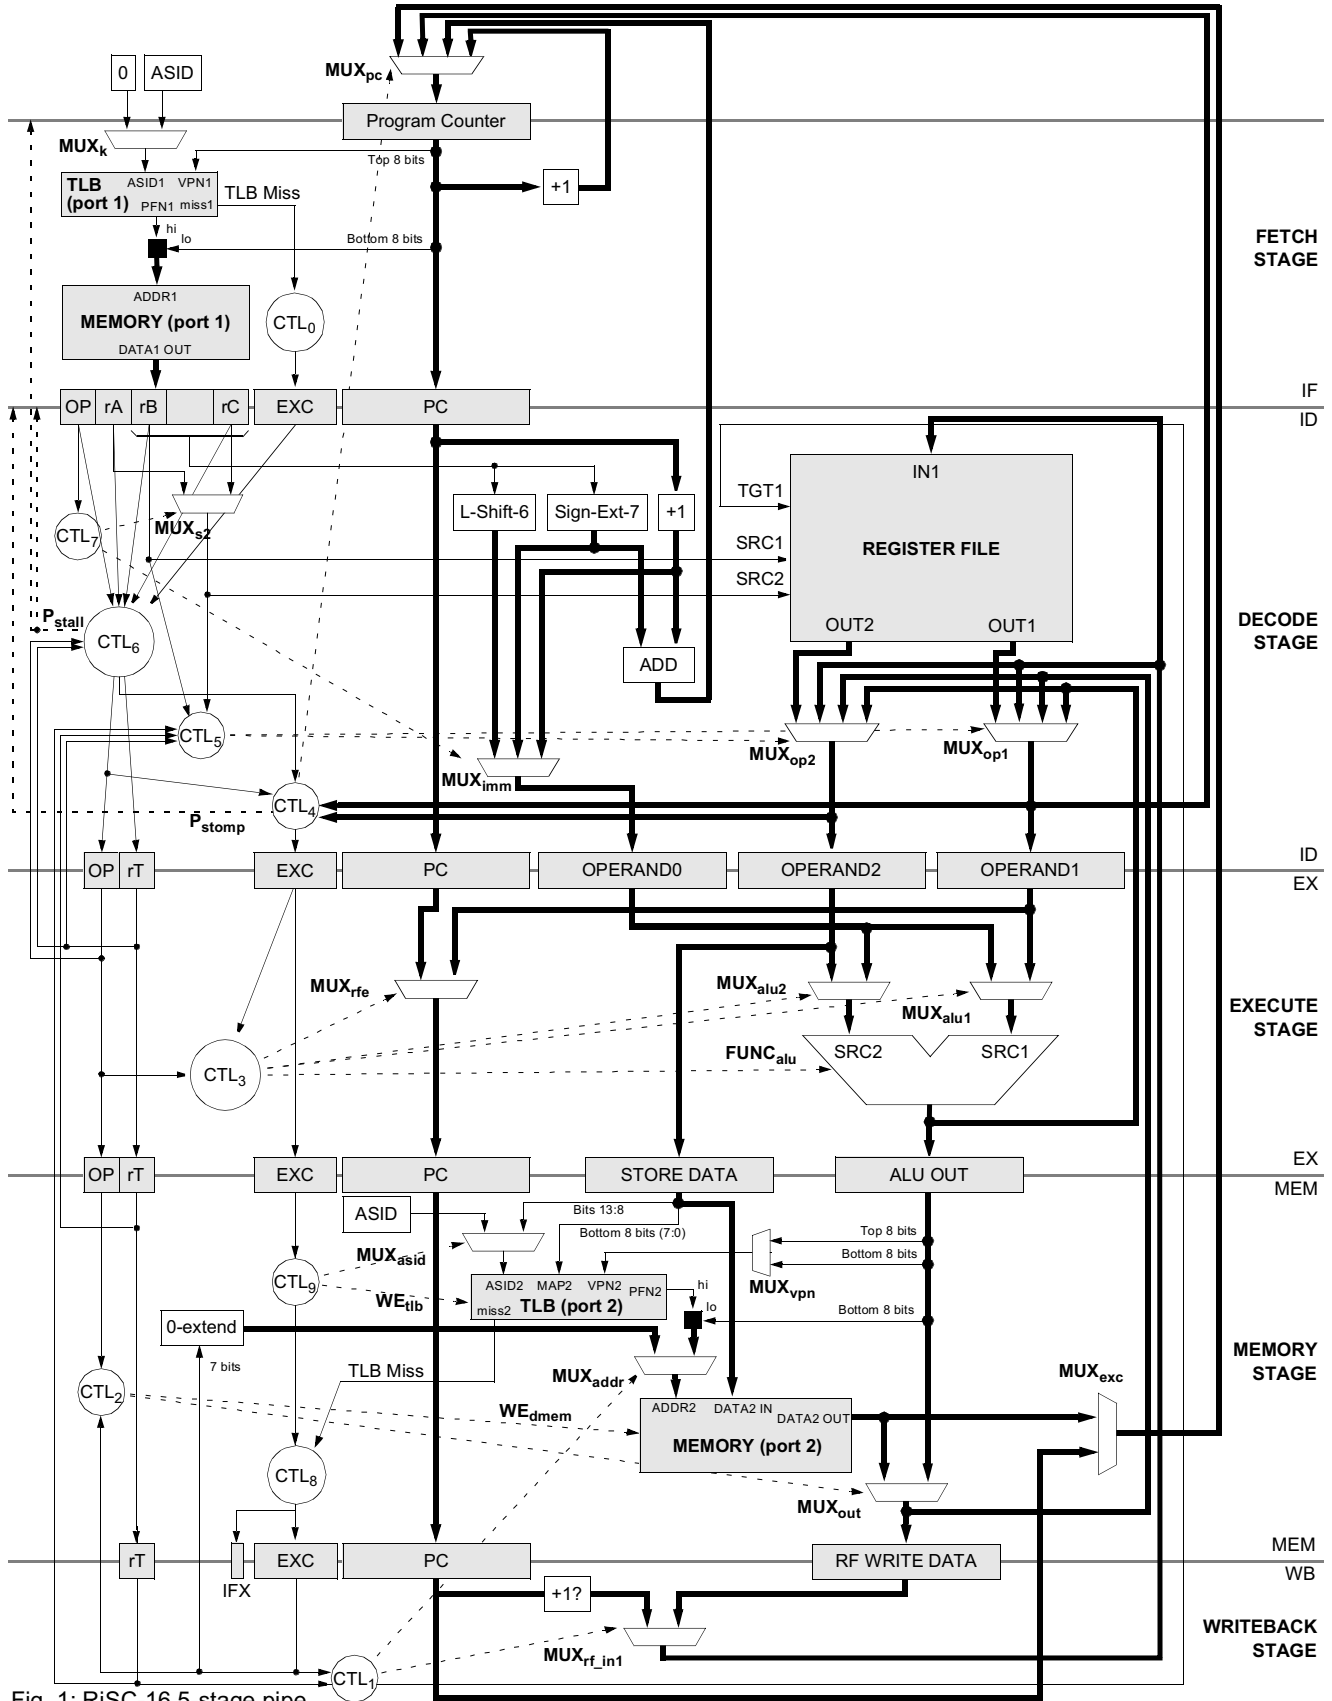 0
ASID
MUXpc
Program Counter
MUXk
Top 8 bits
TLB
(port 1)
ASID1
VPN1
PFN1
miss1
TLB Miss
+1
hi
lo
Bottom 8 bits
FETCH
STAGE
ADDR1
MEMORY (port 1)
DATA1 OUT
CTL0
OP
rA
rB
rC
EXC
PC
IF
ID
IN1
TGT1
L-Shift-6
Sign-Ext-7
+1
MUXs2
CTL7
SRC1
REGISTER FILE
SRC2
Pstall
CTL6
OUT2
OUT1
DECODE
STAGE
ADD
CTL5
MUXop2
MUXop1
MUXimm
CTL4
Pstomp
OP
rT
EXC
PC
OPERAND0
OPERAND2
OPERAND1
ID
EX
MUXrfe
MUXalu2
MUXalu1
EXECUTE
STAGE
CTL3
FUNCalu
SRC2
SRC1
OP
rT
EXC
PC
STORE DATA
ALU OUT
EX
MEM
ASID
Bits 13:8
Bottom 8 bits (7:0)
Top 8 bits
Bottom 8 bits
MUXasid
CTL9
MUXvpn
WEtlb
ASID2
MAP2
VPN2
PFN2
miss2
TLB (port 2)
hi
lo
Bottom 8 bits
0-extend
7 bits
TLB Miss
MUXaddr
MUXexc
MEMORY
STAGE
CTL2
WEdmem
ADDR2
DATA2 IN
DATA2 OUT
MEMORY (port 2)
CTL8
MUXout
rT
IFX
EXC
PC
RF WRITE DATA
MEM
WB
+1?
MUXrf_in1
WRITEBACK
STAGE
CTL1
Fig. 1: RiSC-16 5-stage pipe